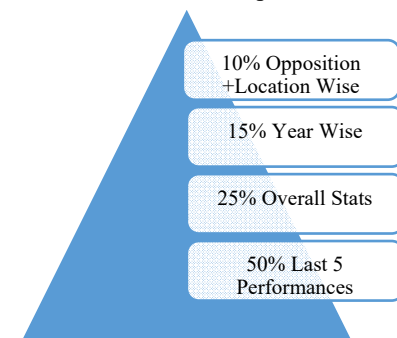 10% Opposition
+Location Wise
15% Year Wise
25% Overall Stats
50% Last 5
Performances